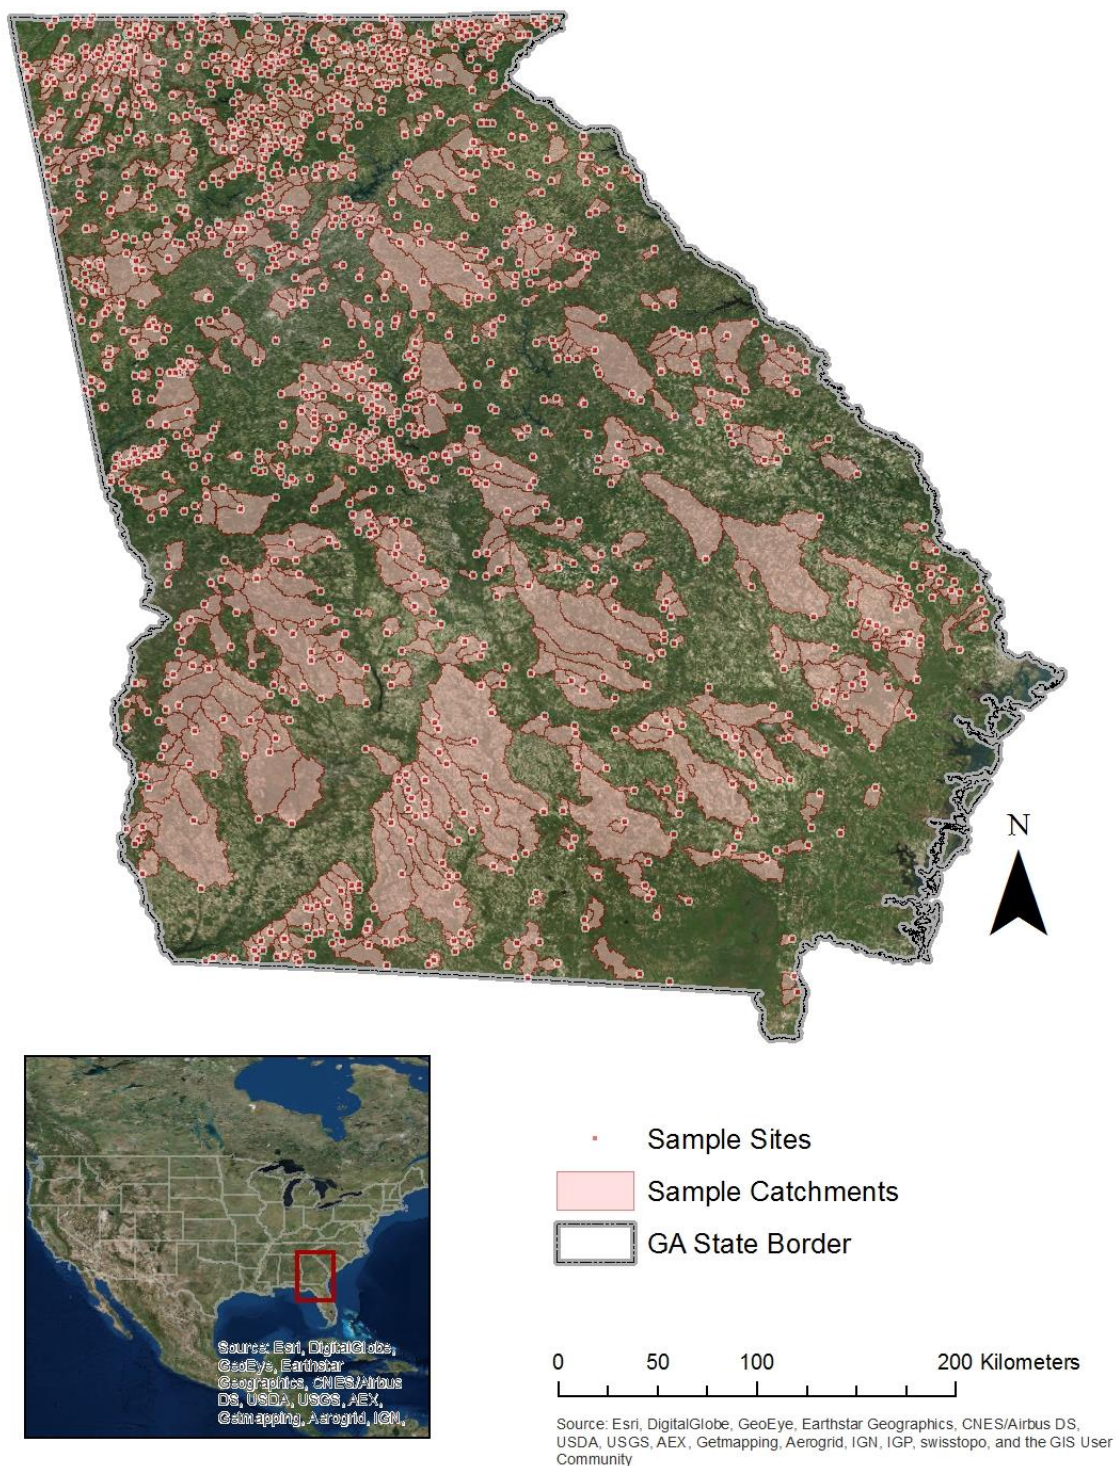 N
Sample Sites
Sample Catchments
GA State Border
0 50 100 200 Kilometers
Source: Esri, DigitalGlobe, GeoEye, Earthstar Geographics, CNES/Airbus DS,
USDA, USGS, AEX, Getmapping, Aerogrid, IGN, IGP, swisstopo, and the GIS User
Community
Source: Esri, DigitalGlobe,
GeoEye, Earthstar
Geographics, CNES/Airbus
DS, USDA, USGS, AEX,
Getmapping, Aerogrid, IGN,